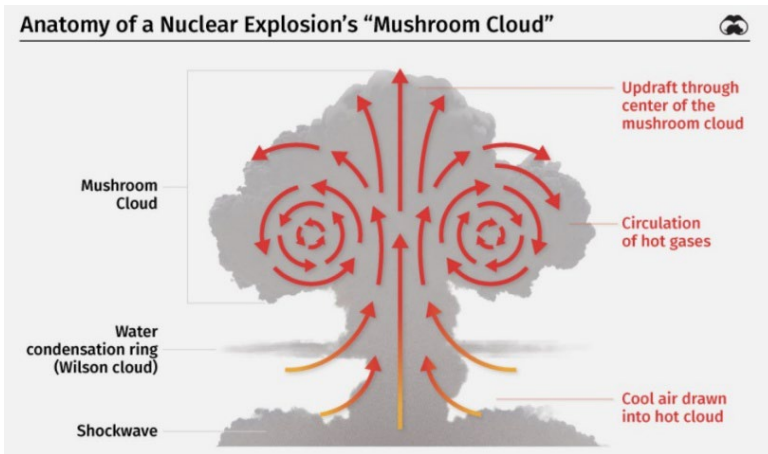 Anatomy of a Nuclear Explosion's “Mushroom Cloud”
Updraft through
center of the
mushroom cloud
Mushroom
Cloud
Circulation
of hot gases
Water
condensation ring
(Wilson cloud)
Cool air drawn
into hot cloud
Shockwave